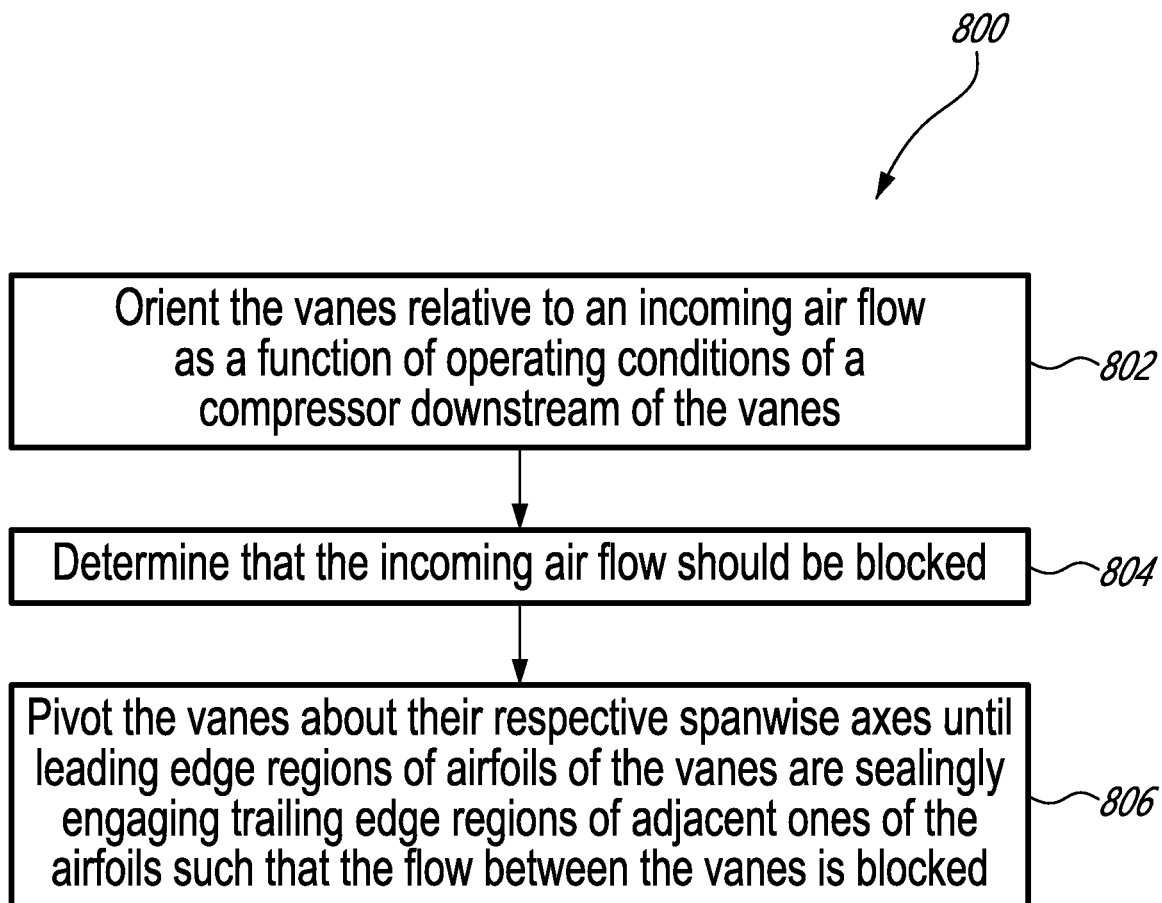 800
Orient the vanes relative to an incoming air flow
as a function of operating conditions of a
compressor downstream of the vanes
802
Determine that the incoming air flow should be blocked
804
Pivot the vanes about their respective spanwise axes until
leading edge regions of airfoils of the vanes are sealingly
engaging trailing edge regions of adjacent ones of the
airfoils such that the flow between the vanes is blocked
806